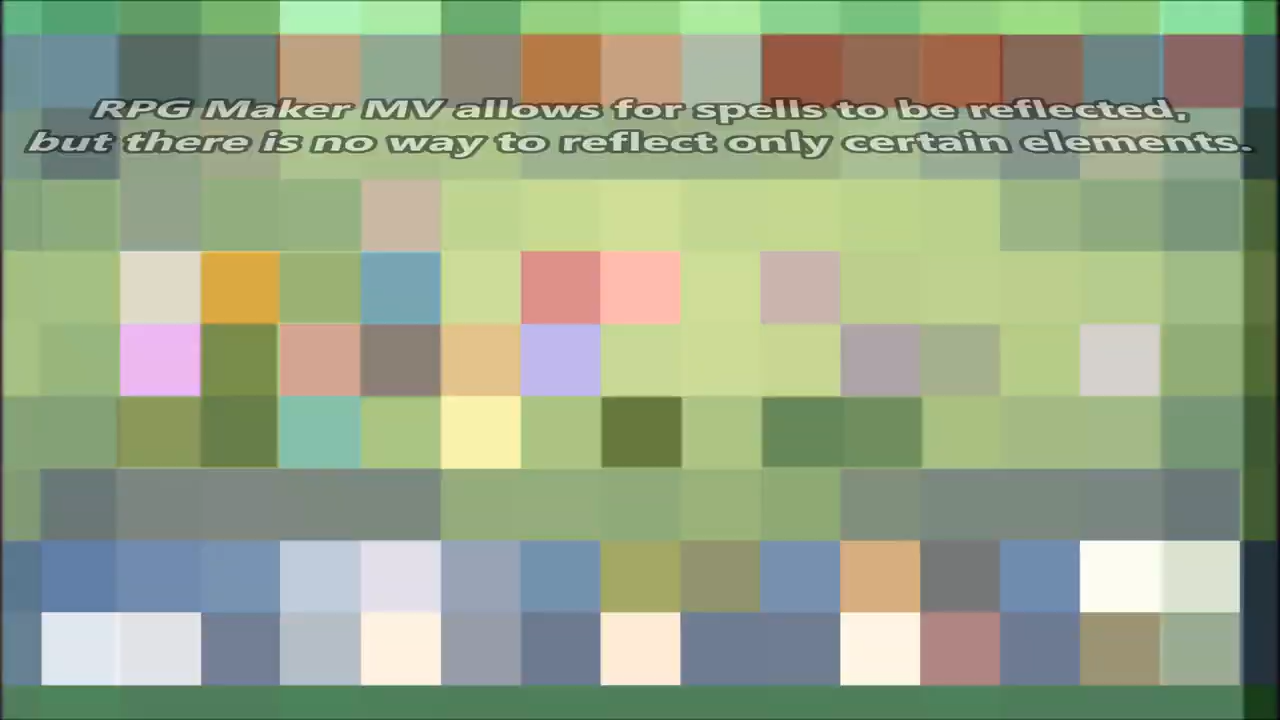 RPG Maker MV allows for spells to be reflected,
but there is no way to reflect only certain elements.